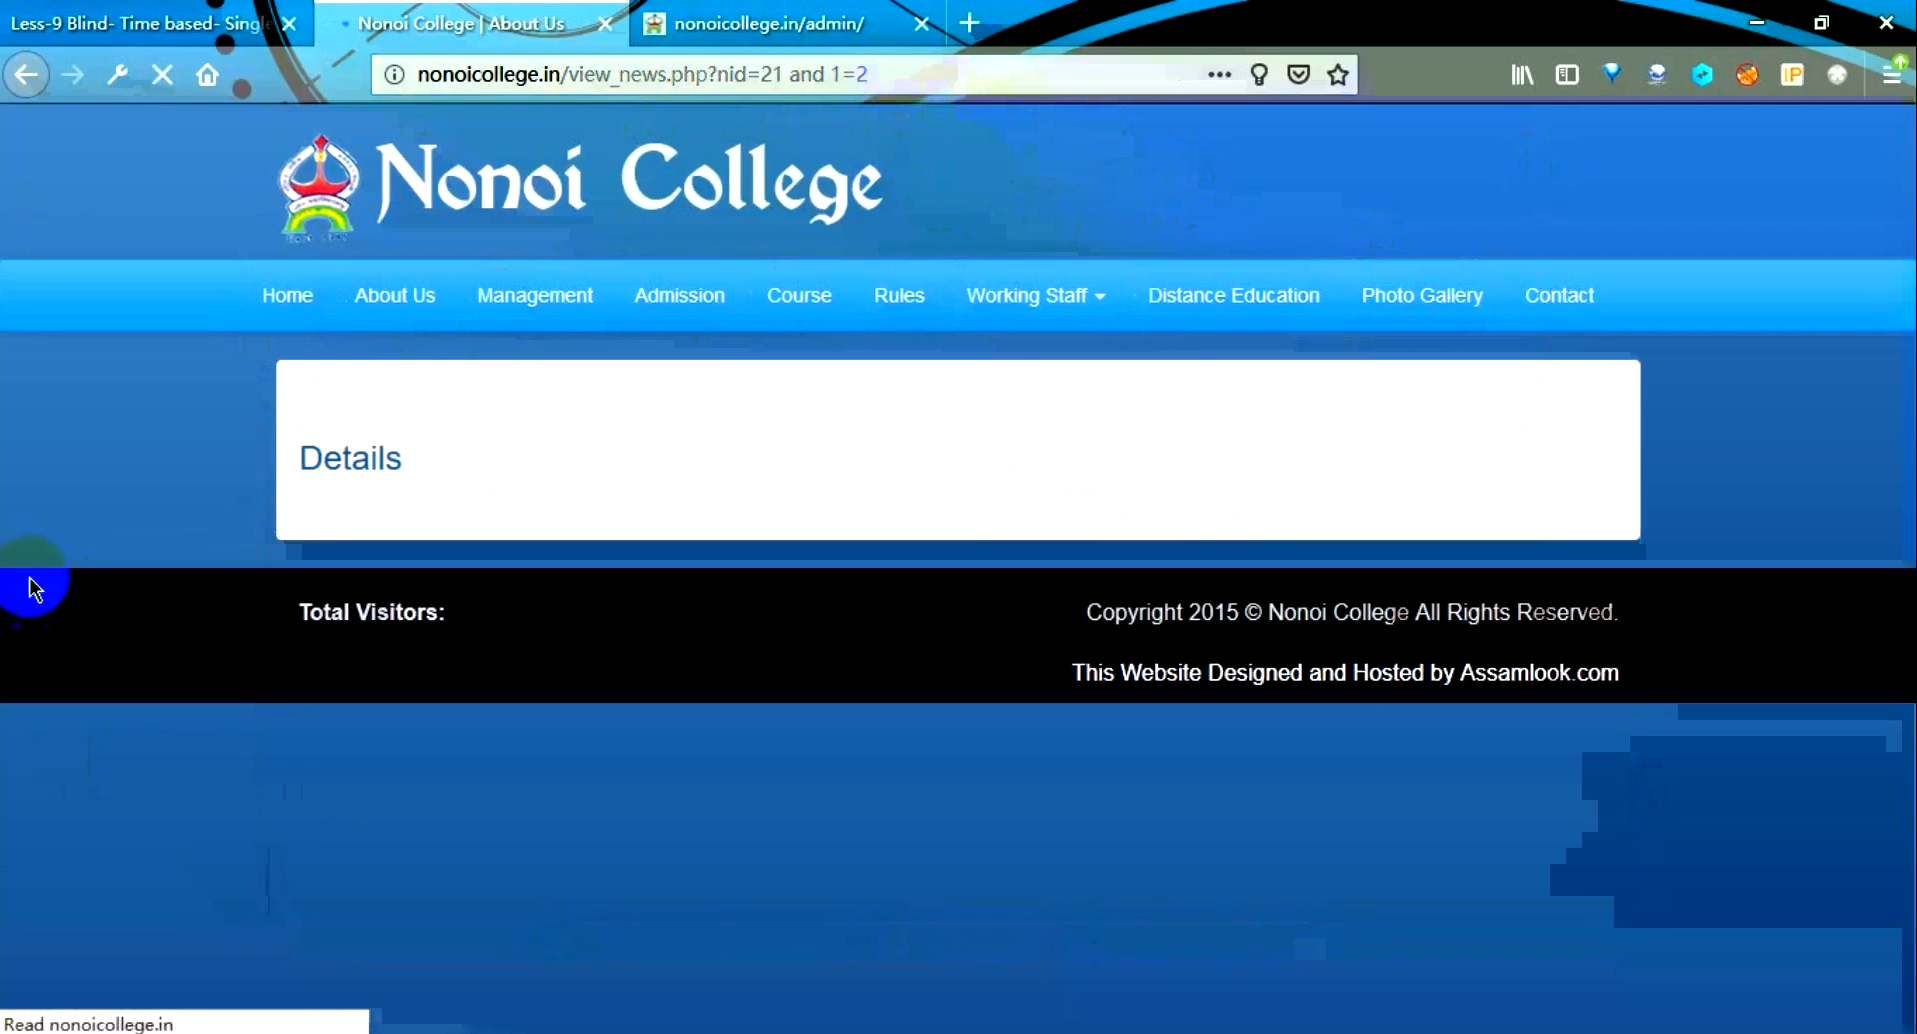 Less-9 Blind- Time based- Singl
Nonoi College | About Us
nonoicollege.in/admin/
nonoicollege.in/view_news.php?nid=21 and 1=2
IP
Nonoi College
Home About Us Management Admission Course Rules Working Staff Distance Education Photo Gallery Contact
Details
Total Visitors:
Copyright 2015 © Nonoi College All Rights Reserved.
This Website Designed and Hosted by Assamlook.com
Read nonoicollege.in